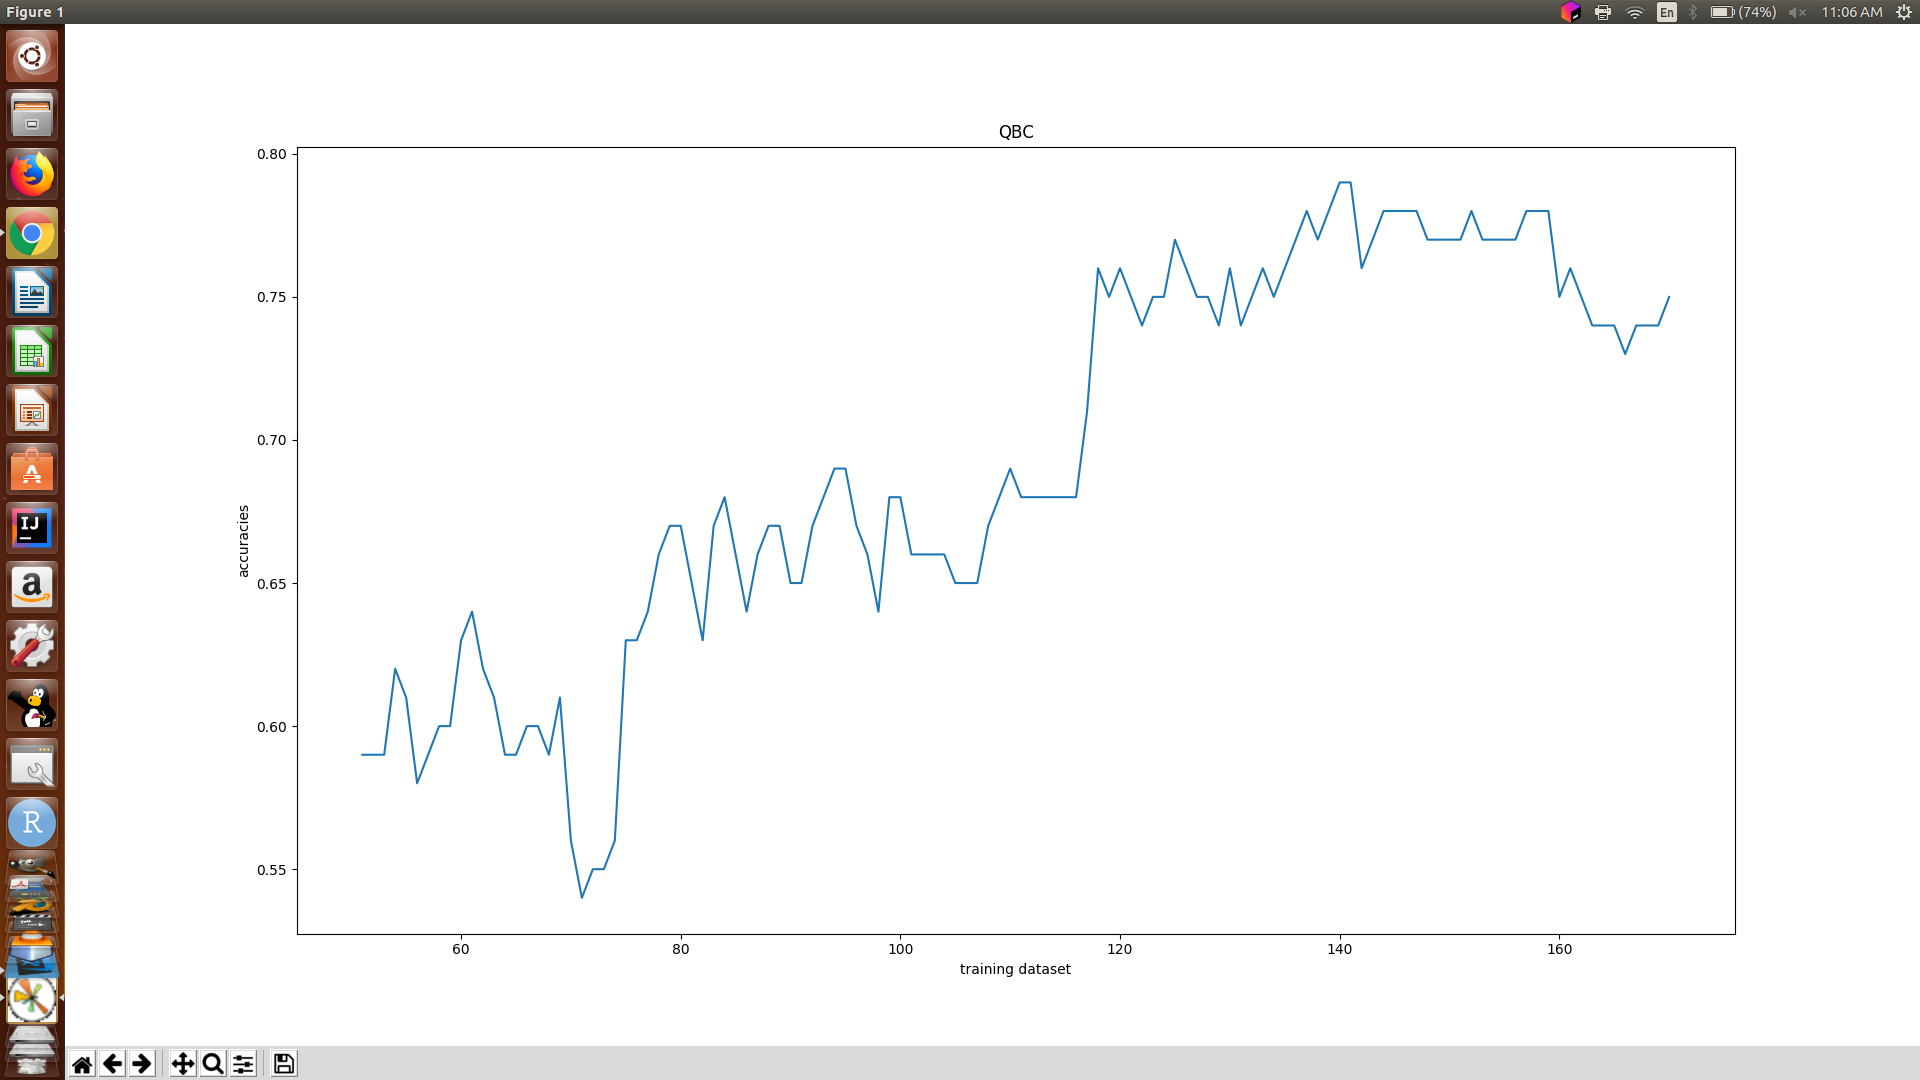 Figure 1
En
(74%)
11:06 AM
QBC
0.80
0.75
0.70
0.65
0.60
0.55
accuracies
60 80 100 120 140 160
training dataset
A
IJ
a
R